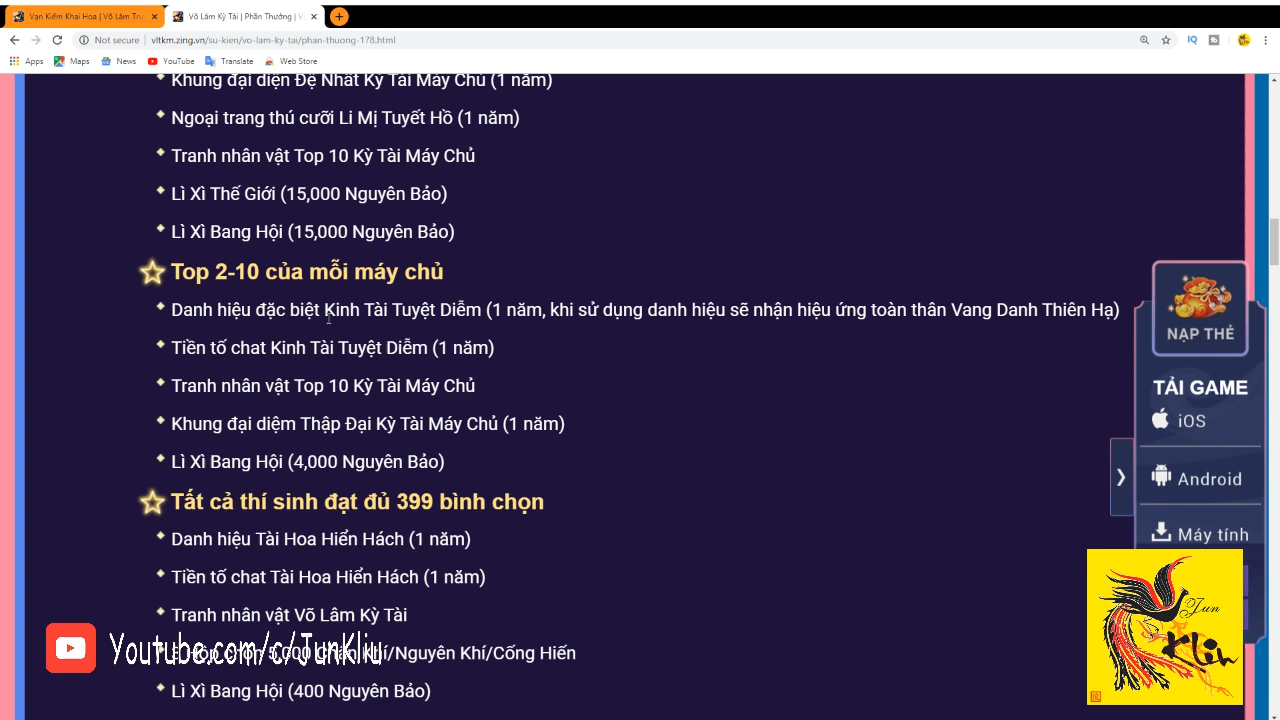 Vạn Kiếm Khai Hoa | Võ Lâm Tru
Võ Lâm Kỳ Tài | Phần Thưởng | V
Not secure
vltkm.zing.vn/su-kien/vo-lam-ky-tai/phan-thuong-178.html
IQ
Apps
Maps
News
YouTube
Translate
Web Store
Khung đại diện Đệ Nhất Kỳ Tài Máy Chủ (1 năm)
Ngoại trang thú cưỡi Li Mị Tuyết Hồ (1 năm)
Tranh nhân vật Top 10 Kỳ Tài Máy Chủ
Lì Xì Thế Giới (15,000 Nguyên Bảo)
Lì Xì Bang Hội (15,000 Nguyên Bảo)
Top 2-10 của mỗi máy chủ
Danh hiệu đặc biệt Kinh Tài Tuyệt Diễm (1 năm, khi sử dụng danh hiệu sẽ nhận hiệu ứng toàn thân Vang Danh Thiên Hạ)
Tiền tố chat Kinh Tài Tuyệt Diễm (1 năm)
Tranh nhân vật Top 10 Kỳ Tài Máy Chủ
Khung đại diệm Thập Đại Kỳ Tài Máy Chủ (1 năm)
Lì Xì Bang Hội (4,000 Nguyên Bảo)
Tất cả thí sinh đạt đủ 399 bình chọn
Danh hiệu Tài Hoa Hiển Hách (1 năm)
Tiền tố chat Tài Hoa Hiển Hách (1 năm)
Tranh nhân vật Võ Lâm Kỳ Tài
Khí/Nguyên Khí/Cống Hiến
Lì Xì Bang Hội (400 Nguyên Bảo)
NẠP THẺ
TẢI GAME
iOS
Android
Máy tính
Youtube.com/c/JunKliu
Jun
Kliu